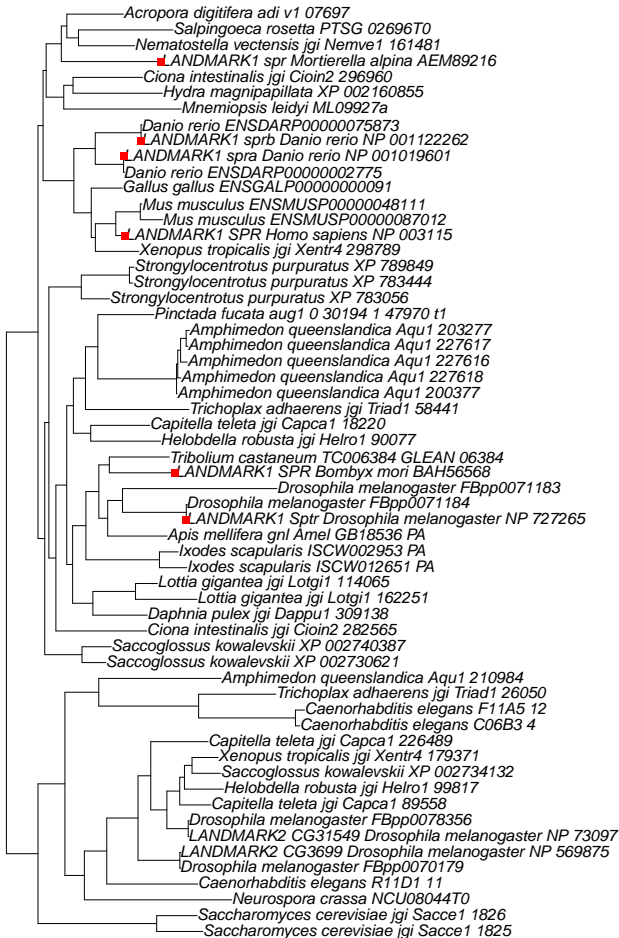 Acropora digitifera adi v1 07697
Salpingoeca rosetta PTSG 02696T0
Nematostella vectensis jgi Nemve1 161481
LANDMARK1 spr Mortierella alpina AEM89216
Ciona intestinalis jgi Cioin2 296960
Hydra magnipapillata XP 002160855
Mnemiopsis leidyi ML09927a
Danio rerio ENSDARP00000075873
LANDMARK1 sprb Danio rerio NP 001122262
LANDMARK1 spra Danio rerio NP 001019601
Danio rerio ENSDARP00000002775
Gallus gallus ENSGALP00000000091
Mus musculus ENSMUSP00000048111
Mus musculus ENSMUSP00000087012
LANDMARK1 SPR Homo sapiens NP 003115
Xenopus tropicalis jgi Xentr4 298789
Strongylocentrotus purpuratus XP 789849
Strongylocentrotus purpuratus XP 783444
Strongylocentrotus purpuratus XP 783056
Pinctada fucata aug1 0 30194 1 47970 t1
Amphimedon queenslandica Aqu1 203277
Amphimedon queenslandica Aqu1 227617
Amphimedon queenslandica Aqu1 227616
Amphimedon queenslandica Aqu1 227618
Amphimedon queenslandica Aqu1 200377
Trichoplax adhaerens jgi Triad1 58441
Capitella teleta jgi Capca1 18220
Helobdella robusta jgi Helro1 90077
Tribolium castaneum TC006384 GLEAN 06384
LANDMARK1 SPR Bombyx mori BAH56568
Drosophila melanogaster FBpp0071183
Drosophila melanogaster FBpp0071184
LANDMARK1 Sptr Drosophila melanogaster NP 727265
Apis mellifera gnl Amel GB18536 PA
Ixodes scapularis ISCW002953 PA
Ixodes scapularis ISCW012651 PA
Lottia gigantea jgi Lotgi1 114065
Lottia gigantea jgi Lotgi1 162251
Daphnia pulex jgi Dappu1 309138
Ciona intestinalis jgi Cioin2 282565
Saccoglossus kowalevskii XP 002740387
Saccoglossus kowalevskii XP 002730621
Amphimedon queenslandica Aqu1 210984
Trichoplax adhaerens jgi Triad1 26050
Caenorhabditis elegans F11A5 12
Caenorhabditis elegans C06B3 4
Capitella teleta jgi Capca1 226489
Xenopus tropicalis jgi Xentr4 179371
Saccoglossus kowalevskii XP 002734132
Helobdella robusta jgi Helro1 99817
Capitella teleta jgi Capca1 89558
Drosophila melanogaster FBpp0078356
LANDMARK2 CG31549 Drosophila melanogaster NP 73097
LANDMARK2 CG3699 Drosophila melanogaster NP 569875
Drosophila melanogaster FBpp0070179
Caenorhabditis elegans R11D1 11
Neurospora crassa NCU08044T0
Saccharomyces cerevisiae jgi Sacce1 1826
Saccharomyces cerevisiae jgi Sacce1 1825